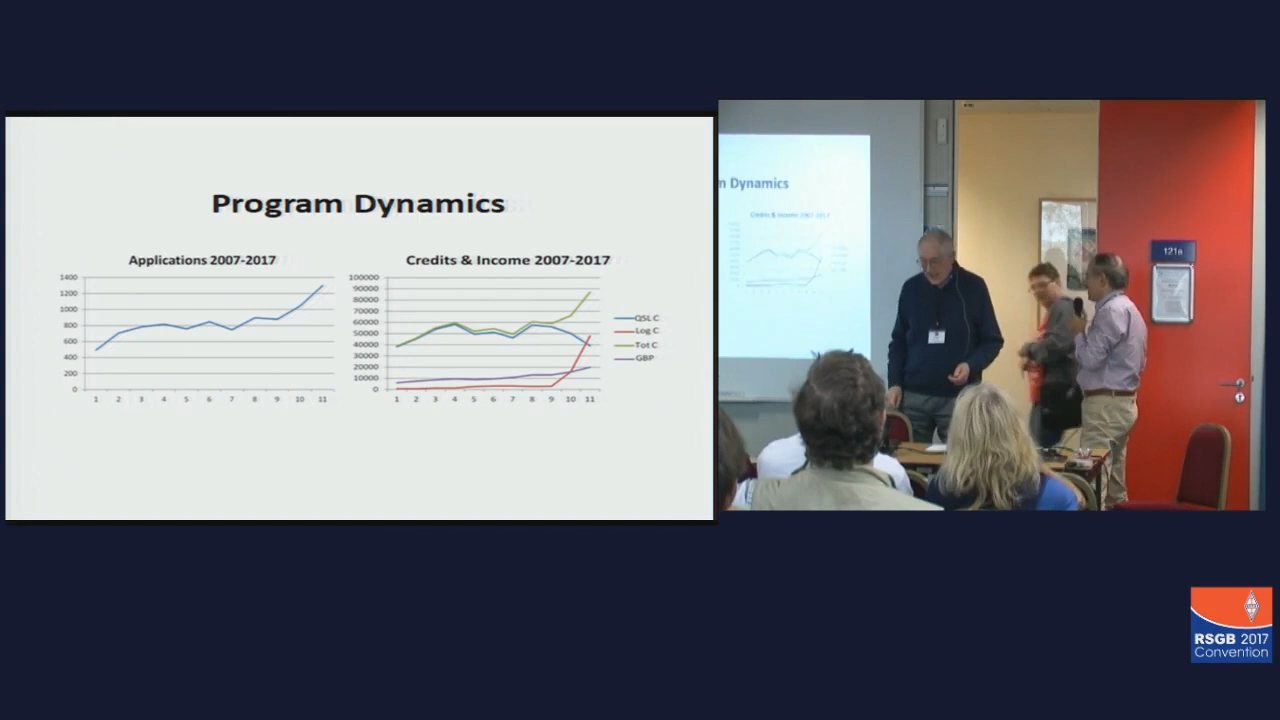 Program Dynamics
Applications 2007-2017
1400
1200
1000
800
600
400
200
0
1 2 3 4 5 6 7 8 9 10 11
Credits & Income 2007-2017
100000
90000
80000
70000
60000
50000
40000
30000
20000
10000
0
1 2 3 4 5 6 7 8 9 10 11
QSL C
Log C
Tot C
GBP
n Dynamics
Credits & Income 2007-2017
121a
RSGB 2017
Convention